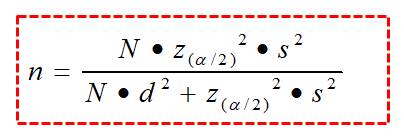 n = N • z(α/2)² • s² / N • d² + z(α/2)² • s²